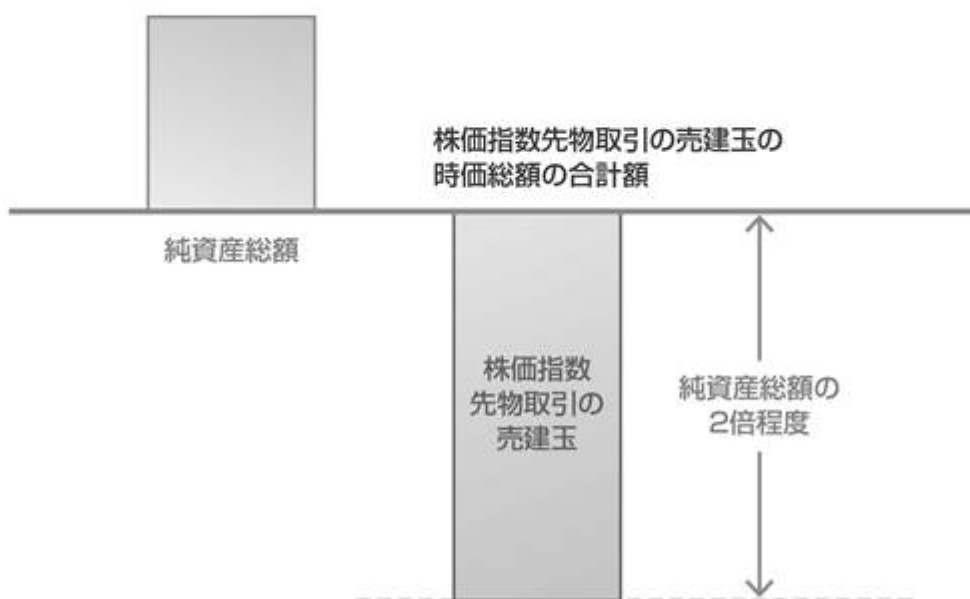 株価指数先物取引の売建玉の
時価総額の合計額
純資産総額
株価指数
先物取引の
売建玉
純資産総額の
2倍程度